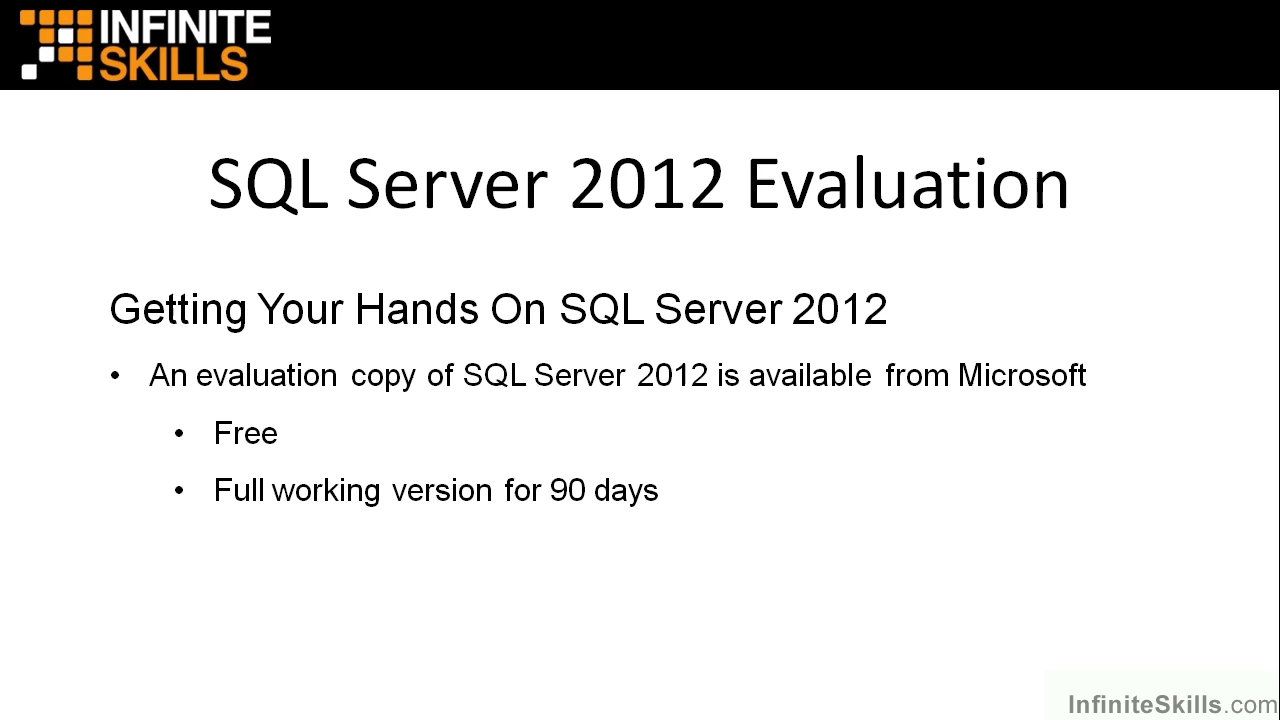 INFINITE
SKILLS
SQL Server 2012 Evaluation
Getting Your Hands On SQL Server 2012
• An evaluation copy of SQL Server 2012 is available from Microsoft
• Free
• Full working version for 90 days
InfiniteSkills.com